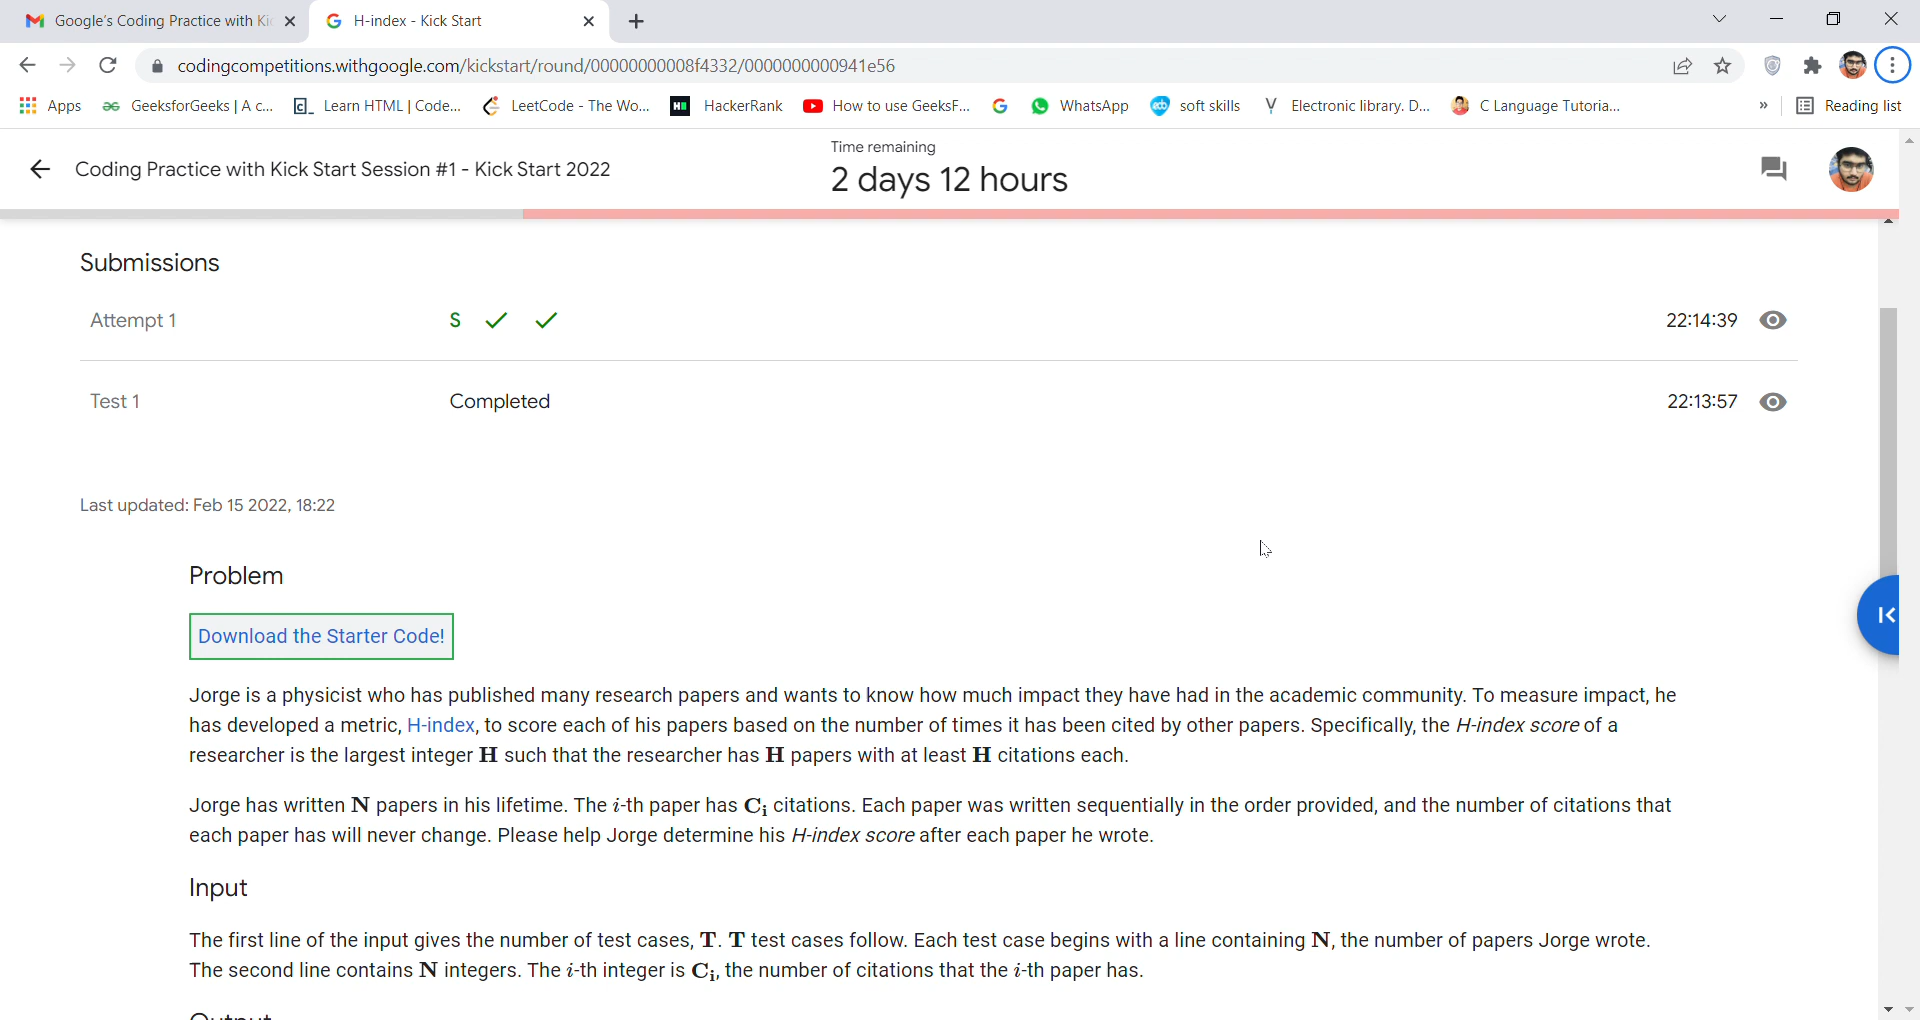 Google's Coding Practice with Ki
H-index - Kick Start
codingcompetitions.withgoogle.com/kickstart/round/00000000008f4332/0000000000941e56
Apps GeeksforGeeks | A c... Learn HTML | Code... LeetCode - The Wo... HackerRank How to use GeeksF... WhatsApp soft skills Electronic library. D... C Language Tutoria... » Reading list
Coding Practice with Kick Start Session #1 - Kick Start 2022
Time remaining
2 days 12 hours
Submissions
Attempt 1 S 22:14:39
Test 1 Completed 22:13:57
Last updated: Feb 15 2022, 18:22
Problem
Download the Starter Code!
Jorge is a physicist who has published many research papers and wants to know how much impact they have had in the academic community. To measure impact, he
has developed a metric, H-index, to score each of his papers based on the number of times it has been cited by other papers. Specifically, the H-index score of a
researcher is the largest integer H such that the researcher has H papers with at least H citations each.
Jorge has written N papers in his lifetime. The i-th paper has Ci citations. Each paper was written sequentially in the order provided, and the number of citations that
each paper has will never change. Please help Jorge determine his H-index score after each paper he wrote.
Input
The first line of the input gives the number of test cases, T. T test cases follow. Each test case begins with a line containing N, the number of papers Jorge wrote.
The second line contains N integers. The i-th integer is Ci, the number of citations that the i-th paper has.
Output